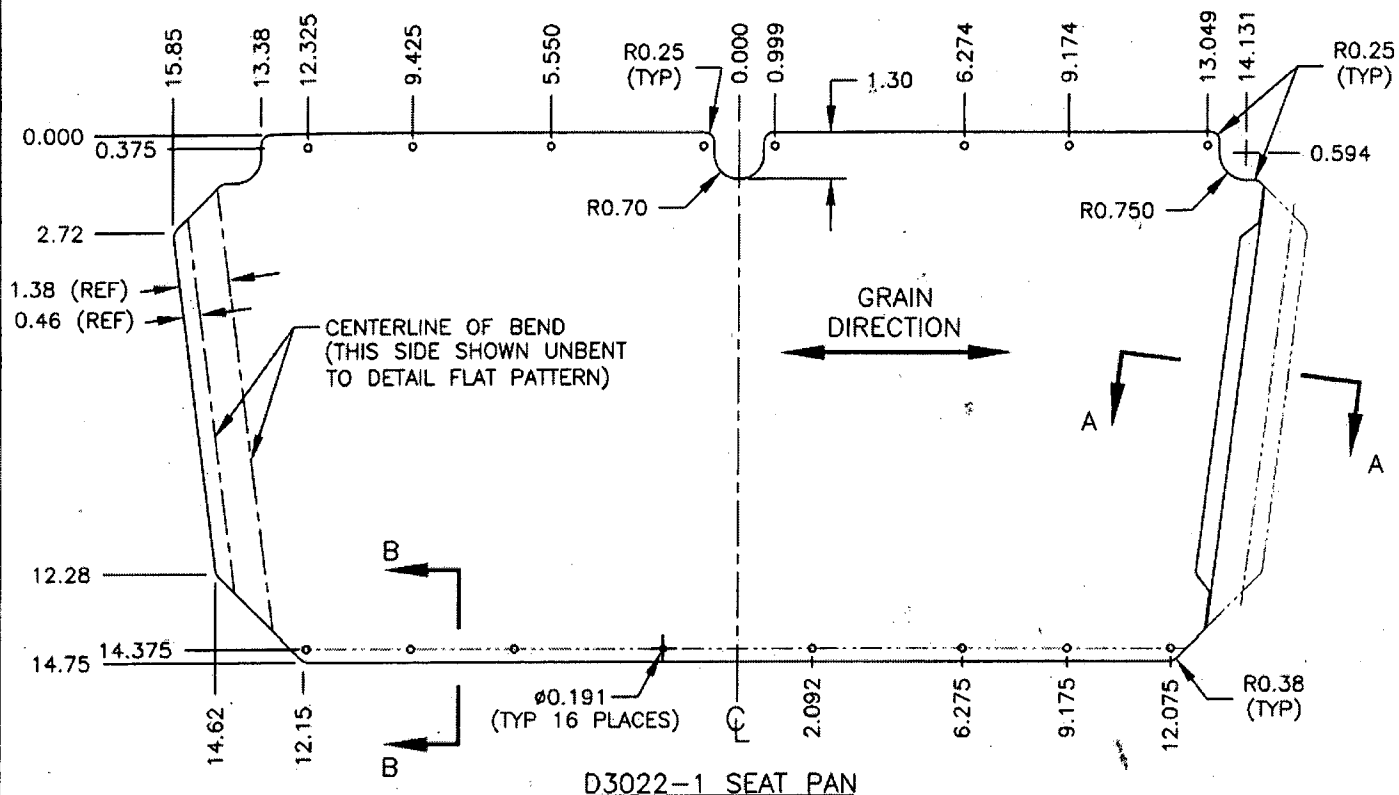 15.85
13.38
12.325
9.425
5.550
R0.25
(TYP)
0.000
0.999
1.30
6.274
9.174
13.049
14.131
R0.25
(TYP)
0.000
0.375
0.594
R0.70
R0.750
2.72
1.38 (REF)
0.46 (REF)
CENTERLINE OF BEND
(THIS SIDE SHOWN UNBENT
TO DETAIL FLAT PATTERN)
GRAIN
DIRECTION
A
A
B
12.28
14.375
14.75
ø0.191
(TYP 16 PLACES)
CL
2.092
6.275
9.175
12.075
R0.38
(TYP)
14.62
12.15
B
D3022-1 SEAT PAN